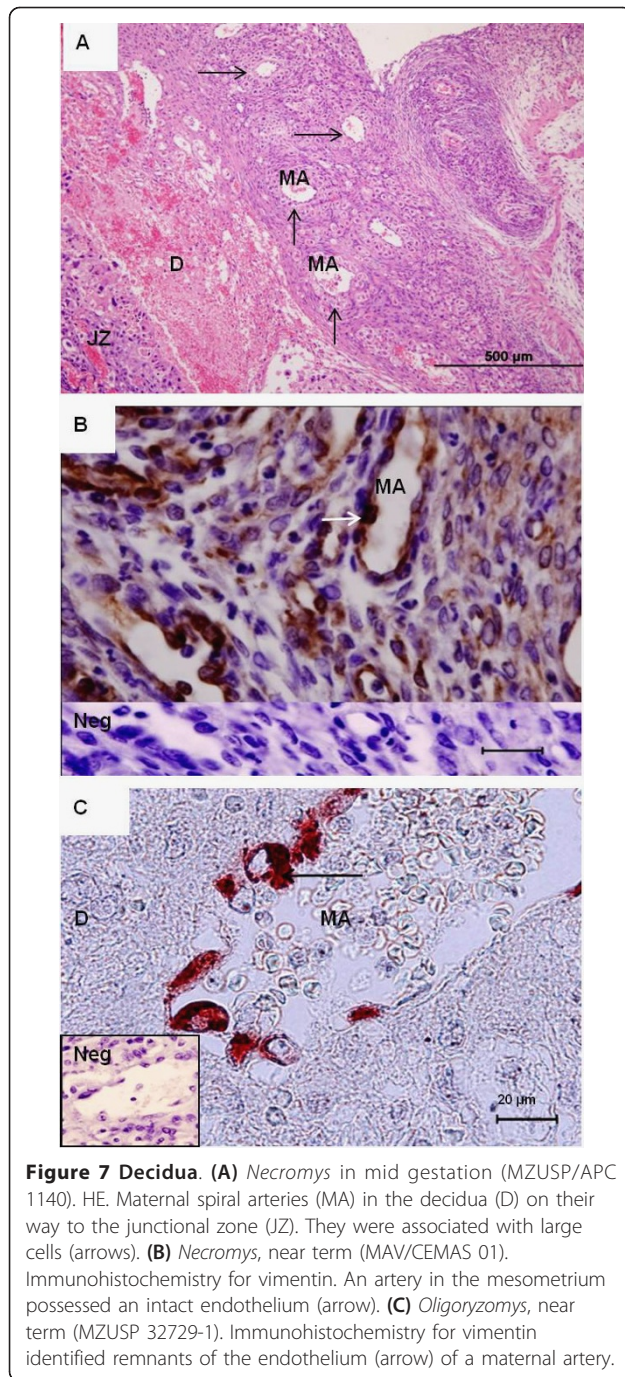 A
MA
MA
D
JZ
500 µm
B
MA
Neg
C
D
MA
Neg
20 µm
Figure 7 Decidua. (A) Necromys in mid gestation (MZUSP/APC
1140). HE. Maternal spiral arteries (MA) in the decidua (D) on their
way to the junctional zone (JZ). They were associated with large
cells (arrows). (B) Necromys, near term (MAV/CEMAS 01).
Immunohistochemistry for vimentin. An artery in the mesometrium
possessed an intact endothelium (arrow). (C) Oligoryzomys, near
term (MZUSP 32729-1). Immunohistochemistry for vimentin
identified remnants of the endothelium (arrow) of a maternal artery.